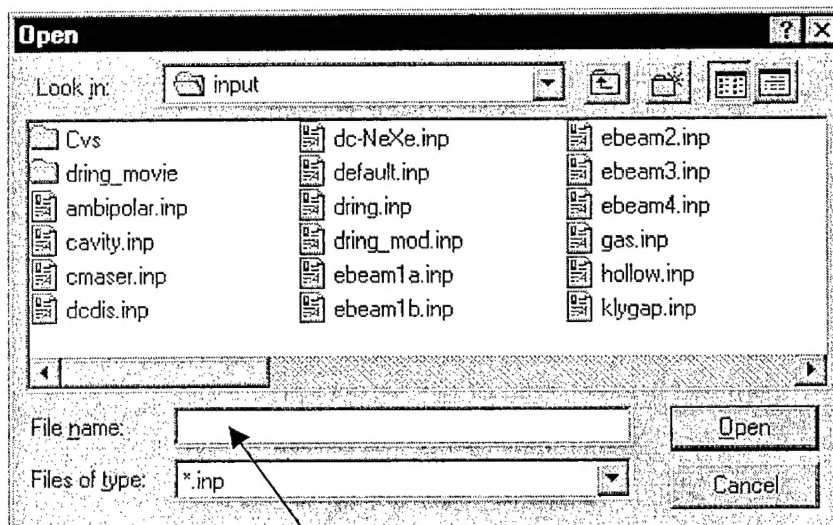 Open
Look in: input
Cvs dc-NeXe.inp ebeam2.inp
dring_movie default.inp ebeam3.inp
ambipolar.inp dring.inp ebeam4.inp
cavity.inp dring_mod.inp gas.inp
cmaser.inp ebeam1a.inp hollow.inp
dcdis.inp ebeam1b.inp klygap.inp
File name: Open
Files of type: *.inp Cancel